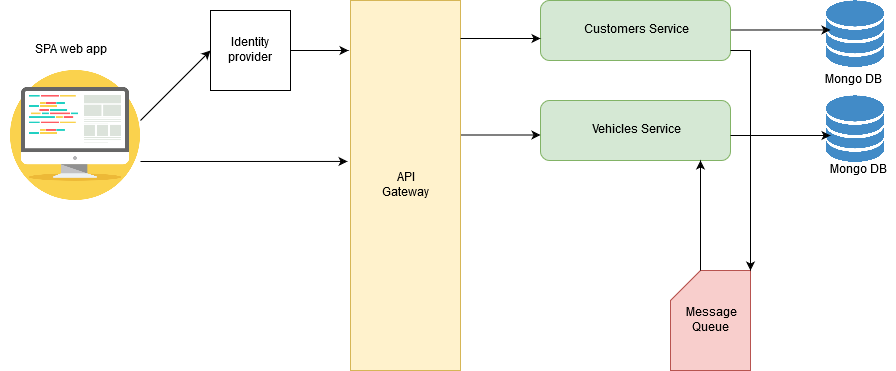 SPA web app
Identity
provider
API
Gateway
Customers Service
Vehicles Service
Mongo DB
Mongo DB
Message
Queue